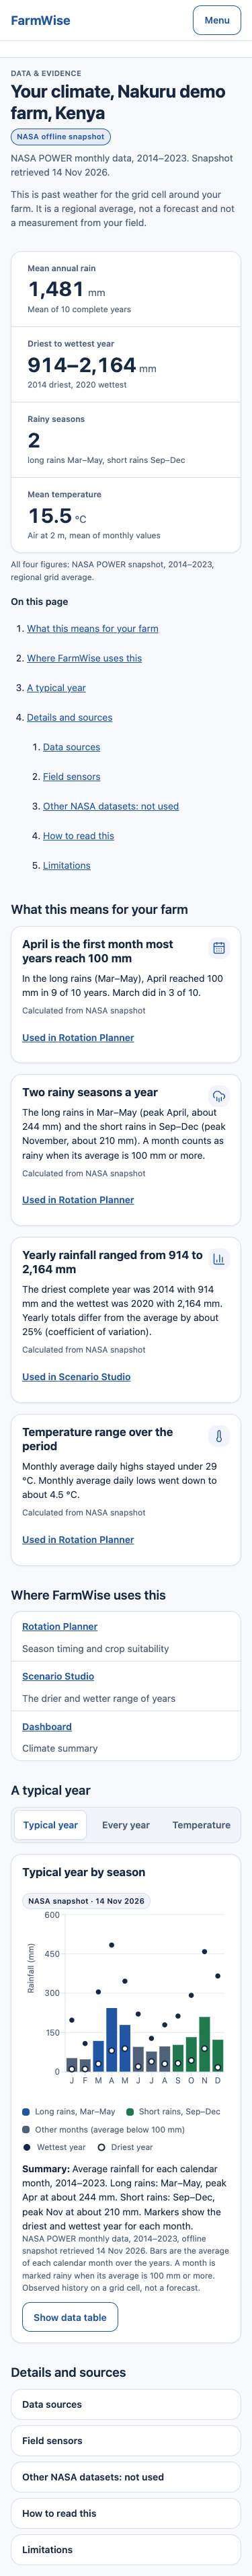 FarmWise
Menu
DATA & EVIDENCE
Your climate, Nakuru demo
farm, Kenya
NASA offline snapshot
NASA POWER monthly data, 2014–2023. Snapshot
retrieved 14 Nov 2026.
This is past weather for the grid cell around your
farm. It is a regional average, not a forecast and not
a measurement from your field.
Mean annual rain
1,481 mm
Mean of 10 complete years
Driest to wettest year
914–2,164 mm
2014 driest, 2020 wettest
Rainy seasons
2
long rains Mar–May, short rains Sep–Dec
Mean temperature
15.5 °C
Air at 2 m, mean of monthly values
All four figures: NASA POWER snapshot, 2014–2023,
regional grid average.
On this page
1. What this means for your farm
2. Where FarmWise uses this
3. A typical year
4. Details and sources
1. Data sources
2. Field sensors
3. Other NASA datasets: not used
4. How to read this
5. Limitations
What this means for your farm
April is the first month most
years reach 100 mm
In the long rains (Mar–May), April reached 100
mm in 9 of 10 years. March did in 3 of 10.
Calculated from NASA snapshot
Used in Rotation Planner
Two rainy seasons a year
The long rains in Mar–May (peak April, about
244 mm) and the short rains in Sep–Dec (peak
November, about 210 mm). A month counts as
rainy when its average is 100 mm or more.
Calculated from NASA snapshot
Used in Rotation Planner
Yearly rainfall ranged from 914 to
2,164 mm
The driest complete year was 2014 with 914
mm and the wettest was 2020 with 2,164 mm.
Yearly totals differ from the average by about
25% (coefficient of variation).
Calculated from NASA snapshot
Used in Scenario Studio
Temperature range over the
period
Monthly average daily highs stayed under 29
°C. Monthly average daily lows went down to
about 4.5 °C.
Calculated from NASA snapshot
Used in Rotation Planner
Where FarmWise uses this
Rotation Planner
Season timing and crop suitability
Scenario Studio
The drier and wetter range of years
Dashboard
Climate summary
A typical year
Typical year Every year Temperature
Typical year by season
NASA snapshot · 14 Nov 2026
Rainfall (mm)
600
450
300
150
0
J F M A M J J A S O N D
Long rains, Mar–May Short rains, Sep–Dec
Other months (average below 100 mm)
Wettest year Driest year
Summary: Average rainfall for each calendar
month, 2014–2023. Long rains: Mar–May, peak
Apr at about 244 mm. Short rains: Sep–Dec,
peak Nov at about 210 mm. Markers show the
driest and wettest year for each month.
NASA POWER monthly data, 2014–2023, offline
snapshot retrieved 14 Nov 2026. Bars are the average
of each calendar month over the years. A month is
marked rainy when its average is 100 mm or more.
Observed history on a grid cell, not a forecast.
Show data table
Details and sources
Data sources
Field sensors
Other NASA datasets: not used
How to read this
Limitations